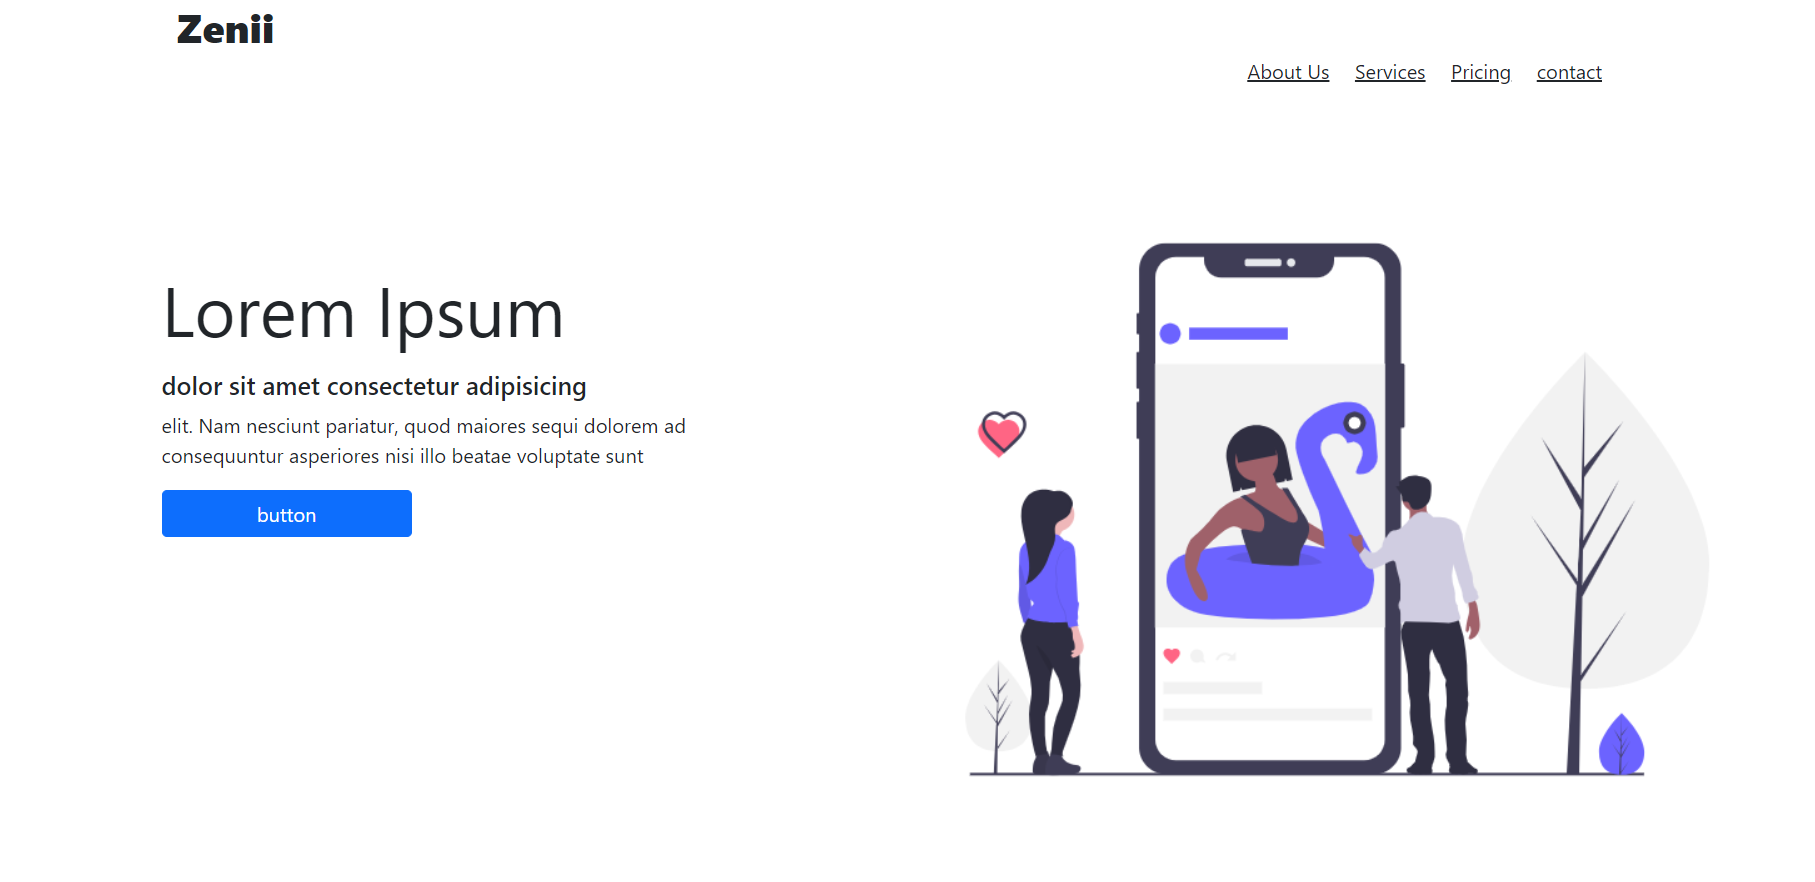 Zenii
About Us Services Pricing contact
Lorem Ipsum
dolor sit amet consectetur adipisicing
elit. Nam nesciunt pariatur, quod maiores sequi dolorem ad
consequuntur asperiores nisi illo beatae voluptate sunt
button